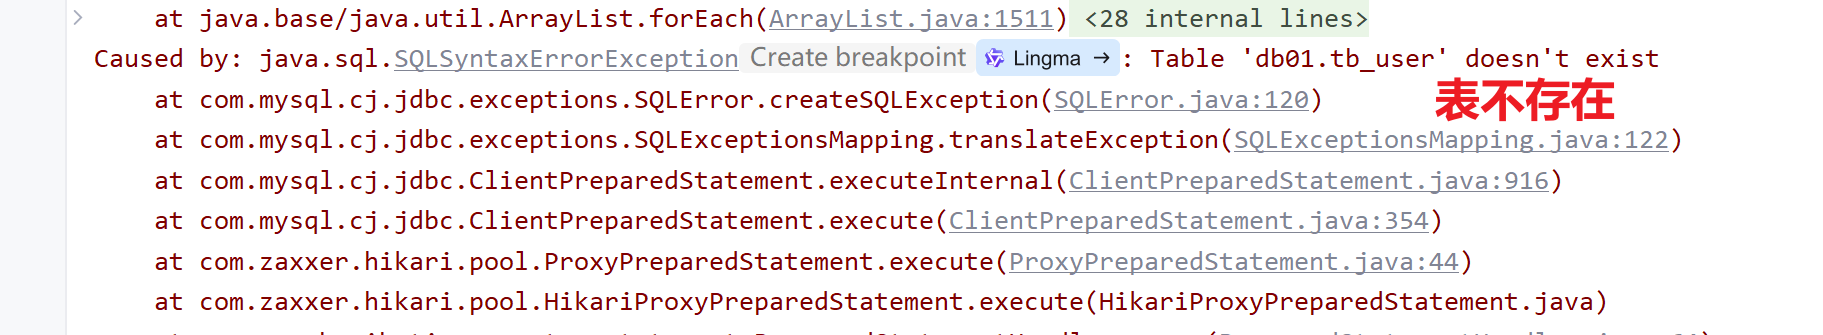 at java.base/java.util.ArrayList.forEach(ArrayList.java:1511) <28 internal lines>
Caused by: java.sql.SQLSyntaxErrorException Create breakpoint Lingma → : Table 'db01.tb_user' doesn't exist
at com.mysql.cj.jdbc.exceptions.SQLError.createSQLException(SQLError.java:120)
表不存在
at com.mysql.cj.jdbc.exceptions.SQLExceptionsMapping.translateException(SQLExceptionsMapping.java:122)
at com.mysql.cj.jdbc.ClientPreparedStatement.executeInternal(ClientPreparedStatement.java:916)
at com.mysql.cj.jdbc.ClientPreparedStatement.execute(ClientPreparedStatement.java:354)
at com.zaxxer.hikari.pool.ProxyPreparedStatement.execute(ProxyPreparedStatement.java:44)
at com.zaxxer.hikari.pool.HikariProxyPreparedStatement.execute(HikariProxyPreparedStatement.java)